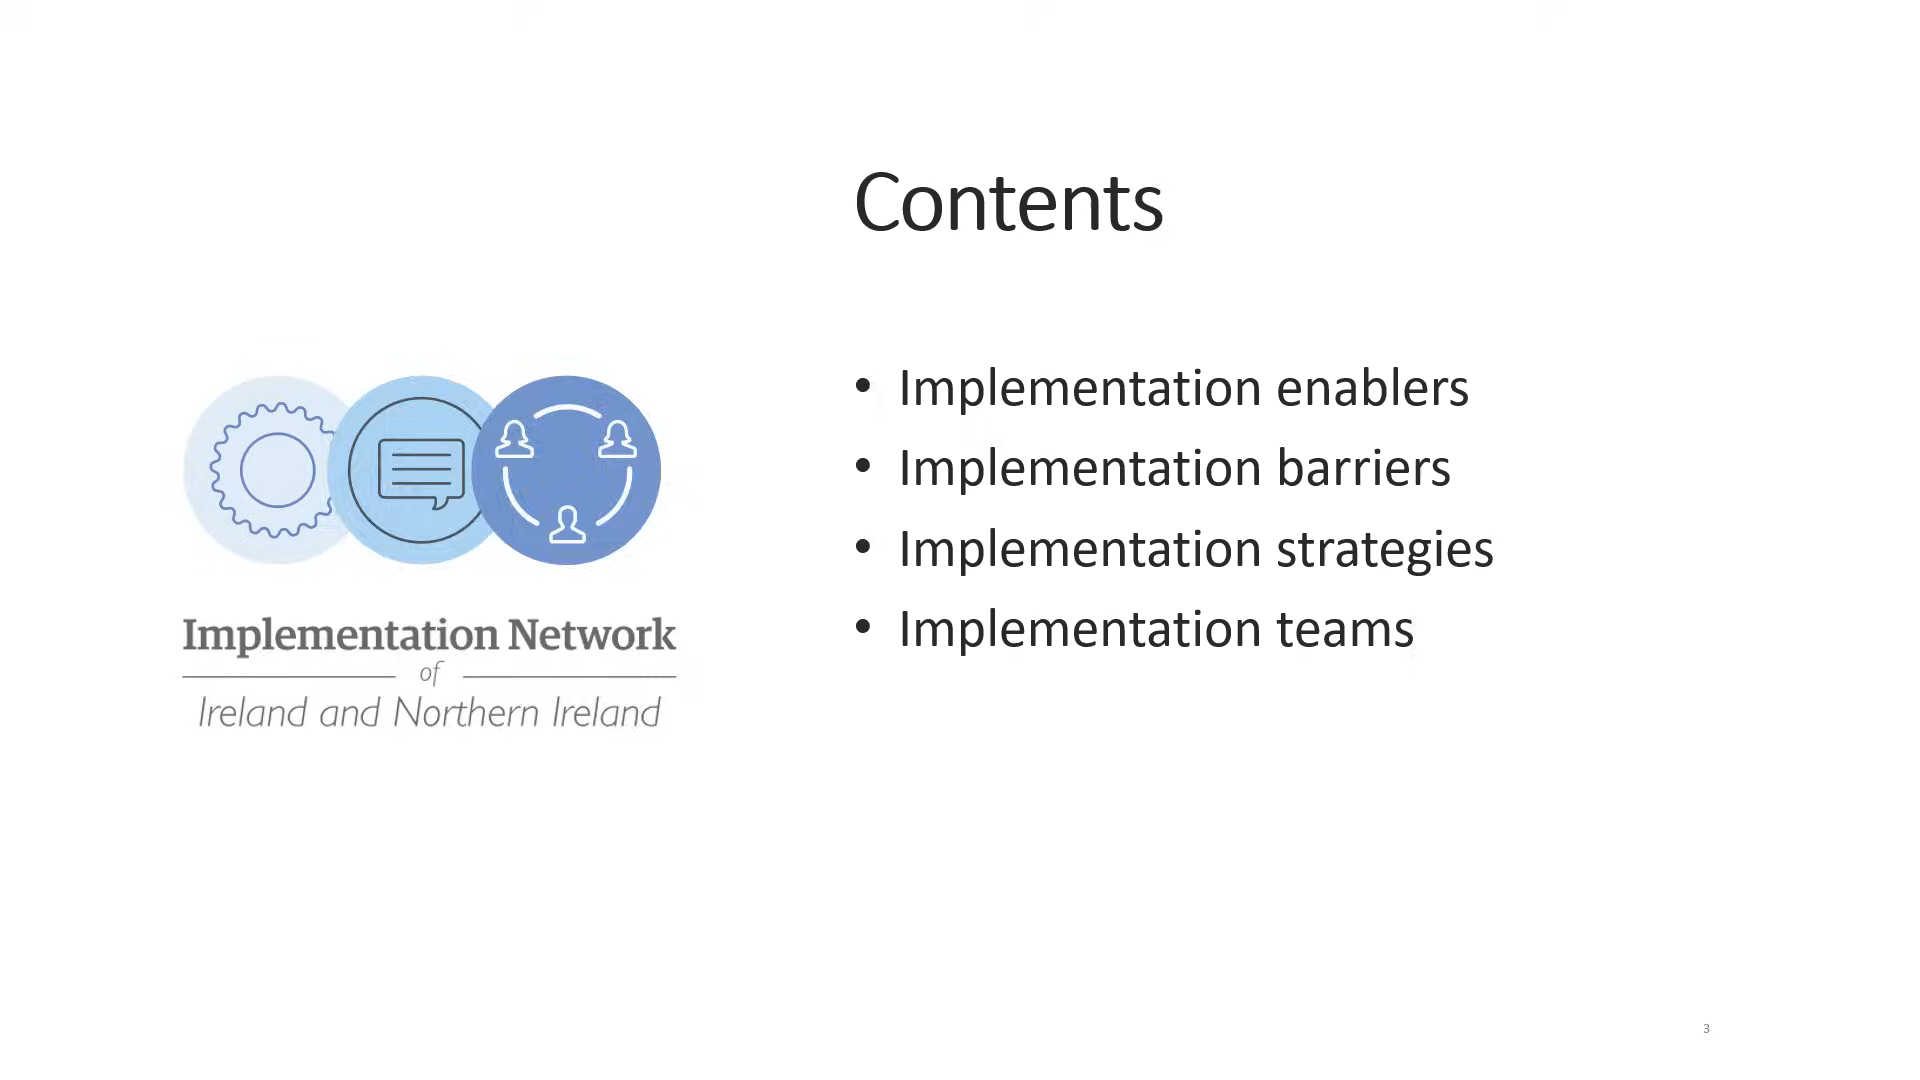 Contents
• Implementation enablers
• Implementation barriers
• Implementation strategies
• Implementation teams
Implementation Network
of
Ireland and Northern Ireland
3